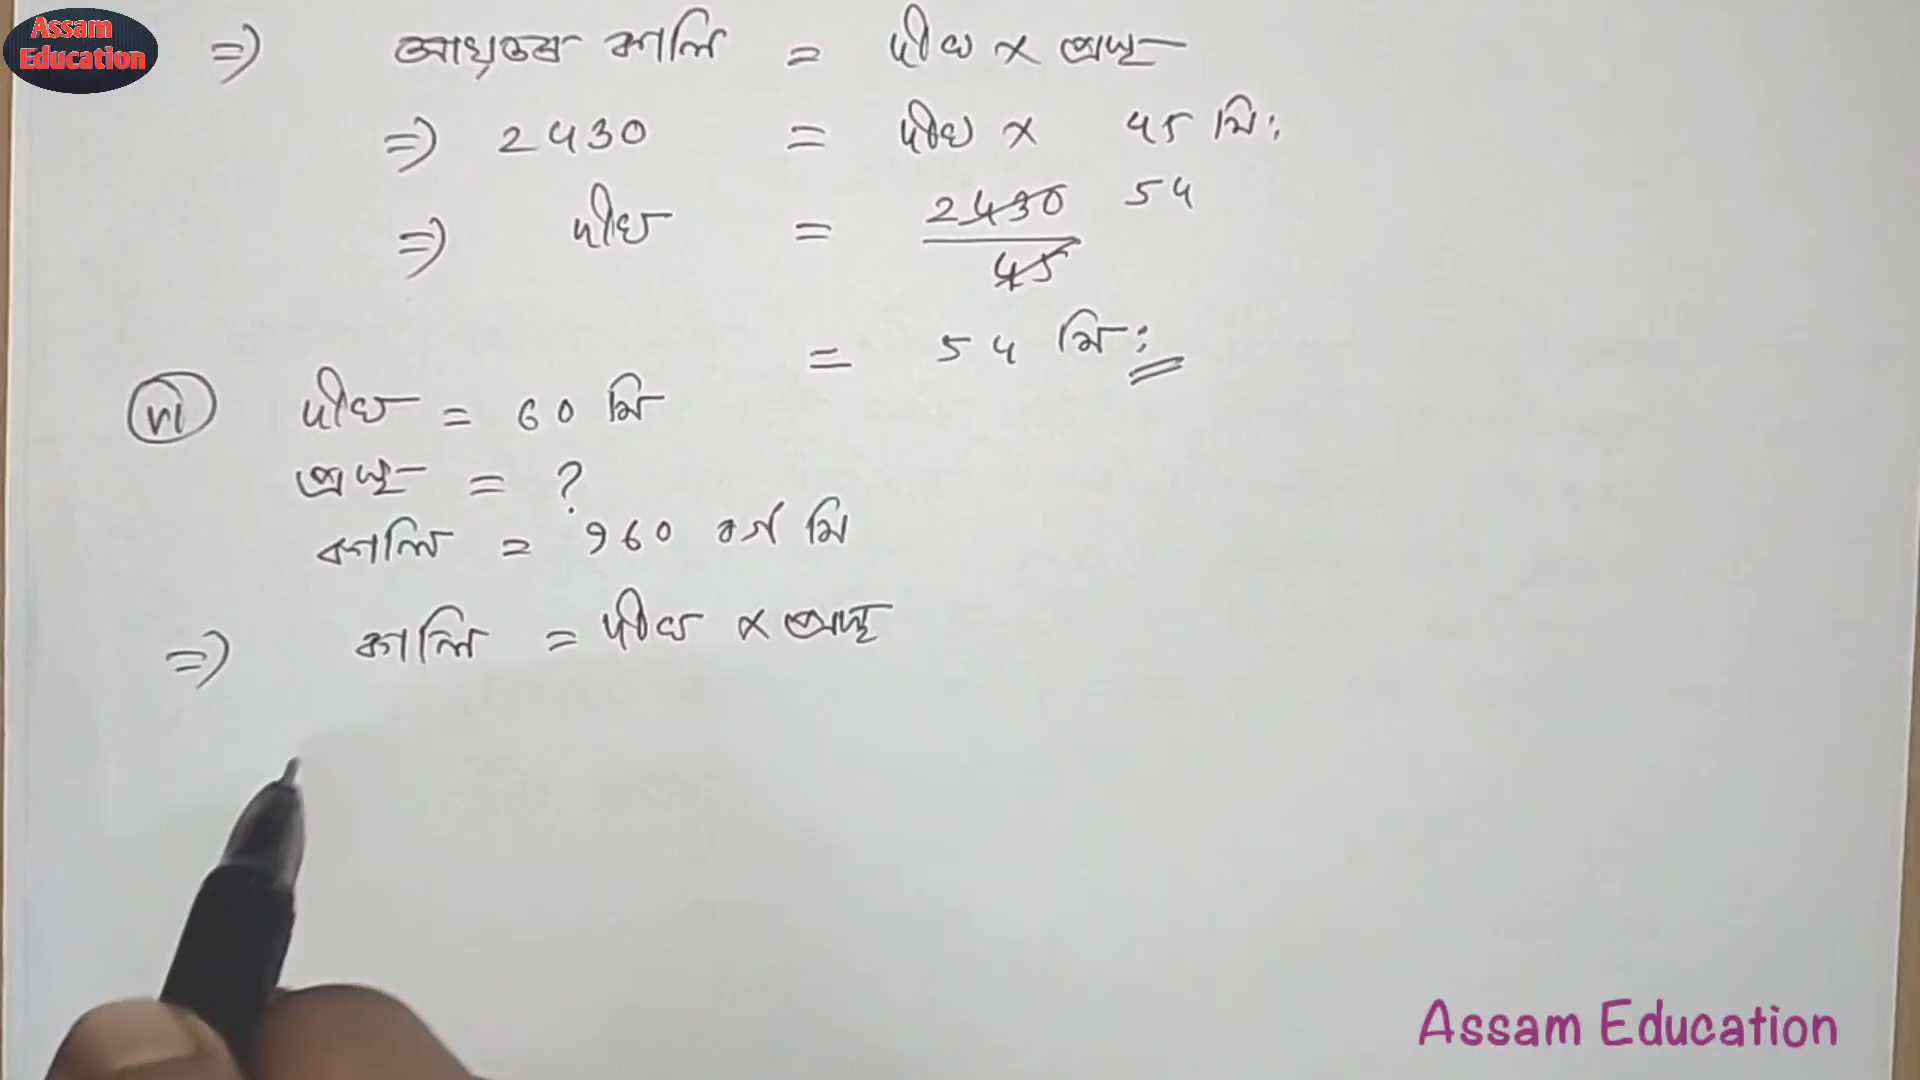 Assam
Education
=> আয়তৰ কালি = দীঘ x প্ৰস্থ
=> 2430 = দীঘ x 45 মি:
=> দীঘ = 2430 54
45
= 54 মি:
vi দীঘ = 60 মি
প্ৰস্থ = ?
কালি = 960 বৰ্গ মি
=> কালি = দীঘ x প্ৰস্থ
Assam Education